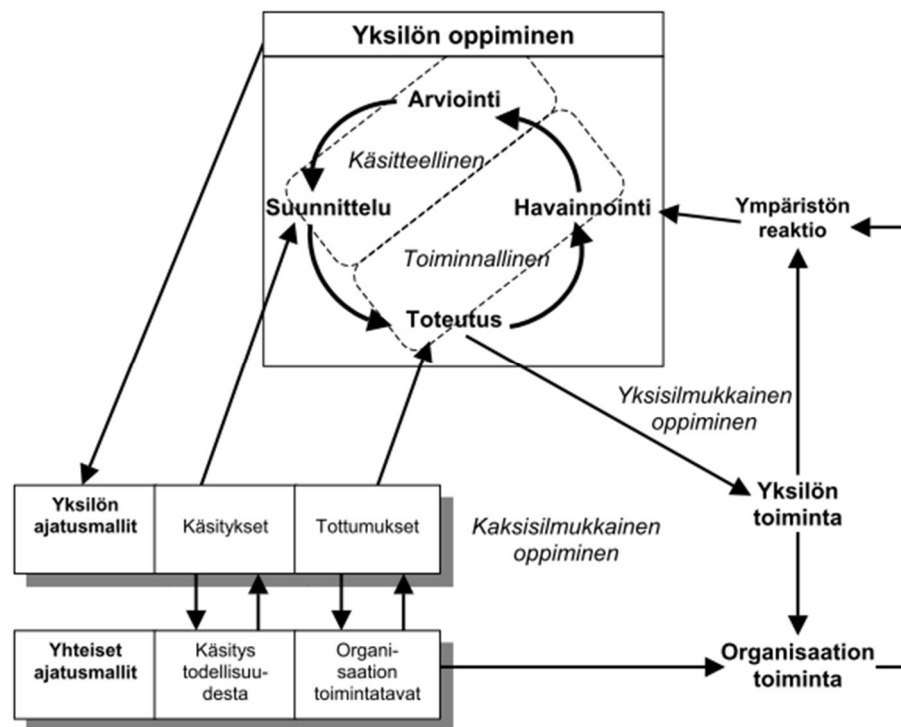 Yksilön oppiminen
Arviointi
Käsitteellinen
Suunnittelu
Havainnointi
Ympäristön
reaktio
Toiminnallinen
Toteutus
Yksisilmukkainen
oppiminen
Yksilön
ajatusmallit
Käsitykset
Tottumukset
Kaksisilmukkainen
oppiminen
Yksilön
toiminta
Yhteiset
ajatusmallit
Käsitys
todellisuu-
desta
Organi-
saation
toimintatavat
Organisaation
toiminta